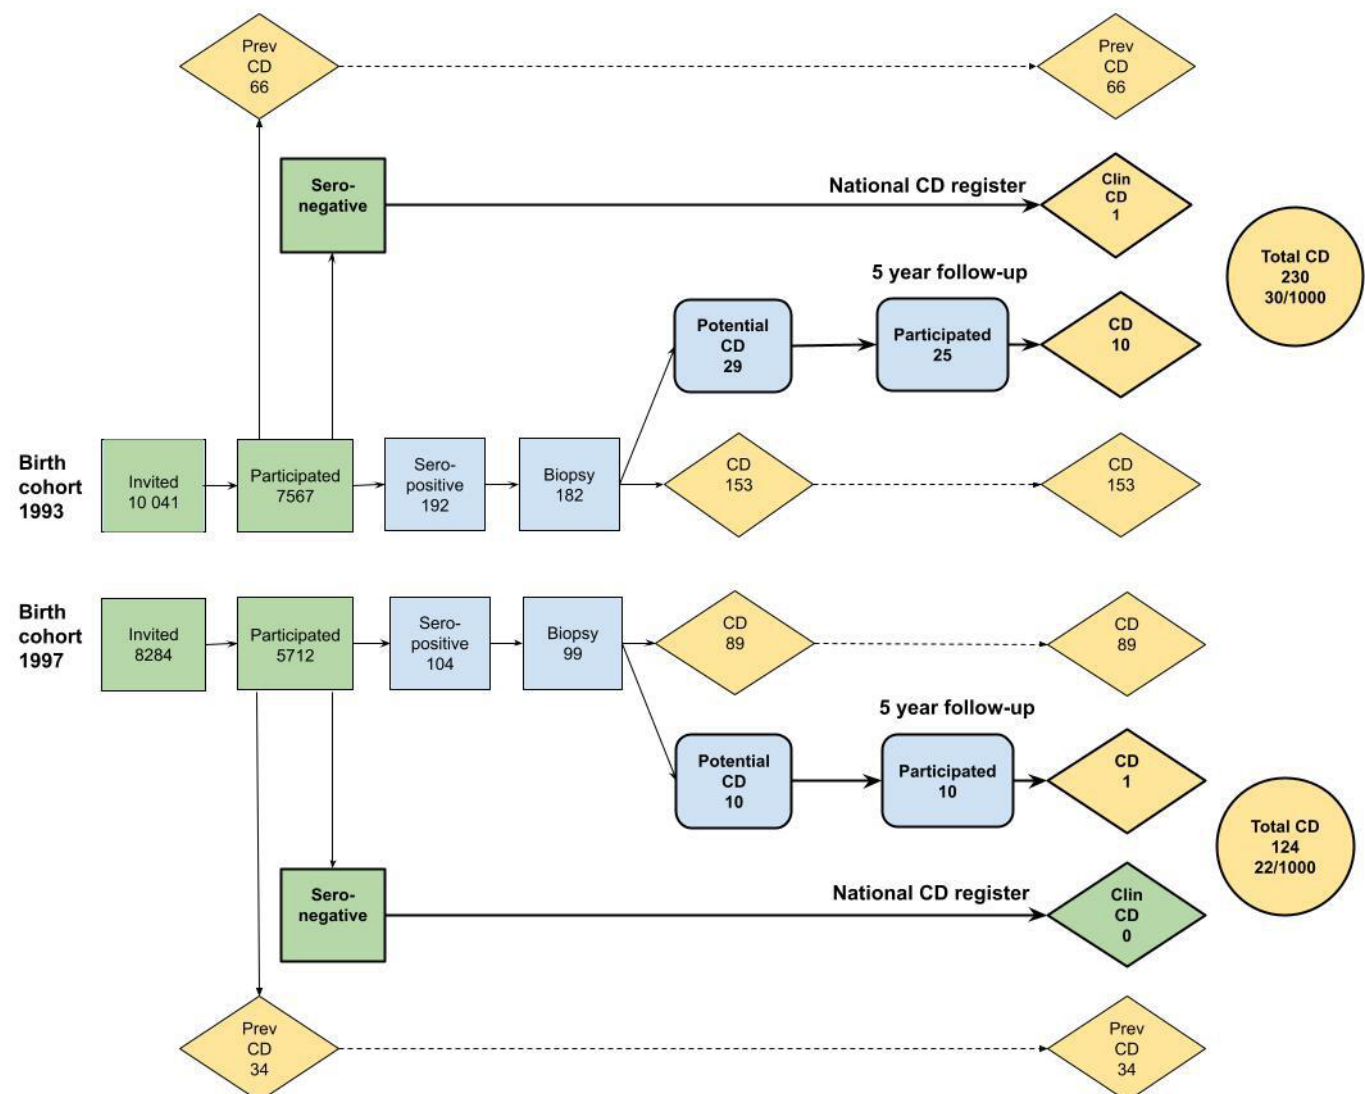 Prev
CD
66
Prev
CD
66
Sero-
negative
National CD register
Clin
CD
1
Total CD
230
30/1000
5 year follow-up
Potential
CD
29
Participated
25
CD
10
Birth
cohort
1993
Invited
10 041
Participated
7567
Sero-
positive
192
Biopsy
182
CD
153
CD
153
Birth
cohort
1997
Invited
8284
Participated
5712
Sero-
positive
104
Biopsy
99
CD
89
CD
89
5 year follow-up
Potential
CD
10
Participated
10
CD
1
Total CD
124
22/1000
Sero-
negative
National CD register
Clin
CD
0
Prev
CD
34
Prev
CD
34